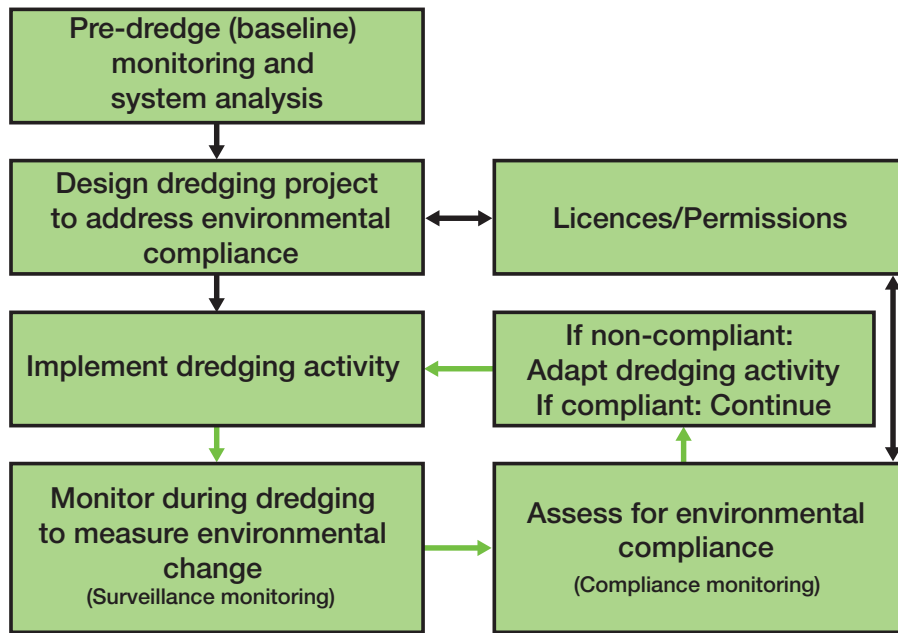 Pre-dredge (baseline)
monitoring and
system analysis
Design dredging project
to address environmental
compliance
Licences/Permissions
Implement dredging activity
If non-compliant:
Adapt dredging activity
If compliant: Continue
Monitor during dredging
to measure environmental
change
(Surveillance monitoring)
Assess for environmental
compliance
(Compliance monitoring)